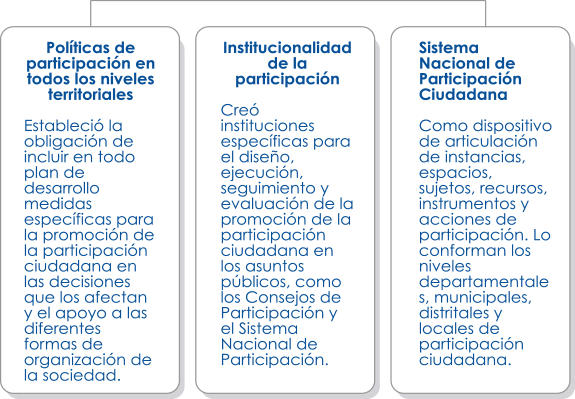 Políticas de
participación en
todos los niveles
territoriales
Estableció la
obligación de
incluir en todo
plan de
desarrollo
medidas
específicas para
la promoción de
la participación
ciudadana en
las decisiones
que los afectan
y el apoyo a las
diferentes
formas de
organización de
la sociedad.
Institucionalidad
de la
participación
Creó
instituciones
específicas para
el diseño,
ejecución,
seguimiento y
evaluación de la
promoción de la
participación
ciudadana en
los asuntos
públicos, como
los Consejos de
Participación y
el Sistema
Nacional de
Participación.
Sistema
Nacional de
Participación
Ciudadana
Como dispositivo
de articulación
de instancias,
espacios,
sujetos, recursos,
instrumentos y
acciones de
participación. Lo
conforman los
niveles
departamentale
s, municipales,
distritales y
locales de
participación
ciudadana.